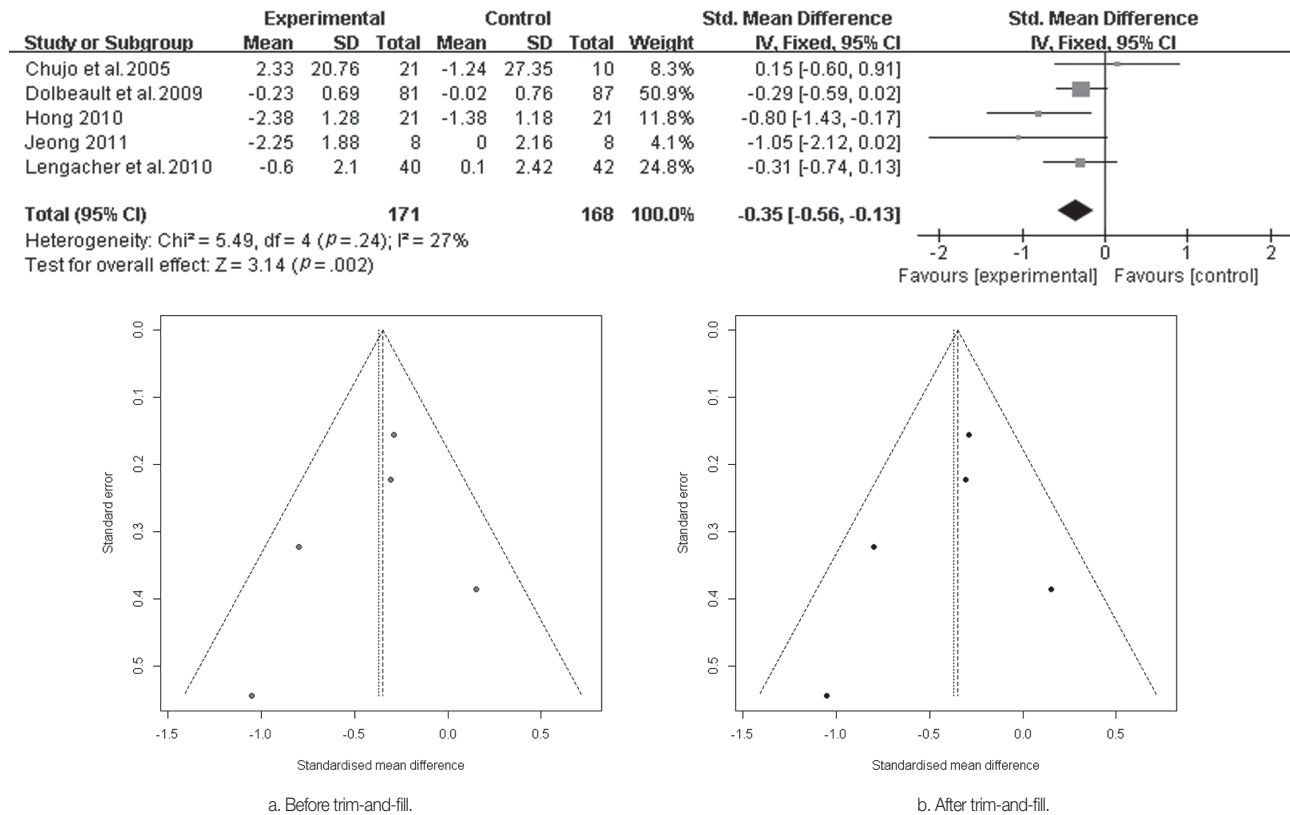 Experimental Control Std. Mean Difference Std. Mean Difference
Study or Subgroup Mean SD Total Mean SD Total Weight IV, Fixed, 95% CI IV, Fixed, 95% CI
Chujo et al.2005 2.33 20.76 21 -1.24 27.35 10 8.3% 0.15 [-0.60, 0.91]
Dolbeault et al.2009 -0.23 0.69 81 -0.02 0.76 87 50.9% -0.29 [-0.59, 0.02]
Hong 2010 -2.38 1.28 21 -1.38 1.18 21 11.8% -0.80 [-1.43, -0.17]
Jeong 2011 -2.25 1.88 8 0 2.16 8 4.1% -1.05 [-2.12, 0.02]
Lengacher et al.2010 -0.6 2.1 40 0.1 2.42 42 24.8% -0.31 [-0.74, 0.13]
Total (95% CI) 171 168 100.0% -0.35 [-0.56, -0.13]
Heterogeneity: Chi² = 5.49, df = 4 (p=.24); I² = 27%
Test for overall effect: Z = 3.14 (p=.002)
-2 -1 0 1 2
Favours [experimental] Favours [control]
0.0
0.1
0.2
0.3
0.4
0.5
Standard error
-1.5 -1.0 -0.5 0.0 0.5
Standardised mean difference
a. Before trim-and-fill.
0.0
0.1
0.2
0.3
0.4
0.5
Standard error
-1.5 -1.0 -0.5 0.0 0.5
Standardised mean difference
b. After trim-and-fill.